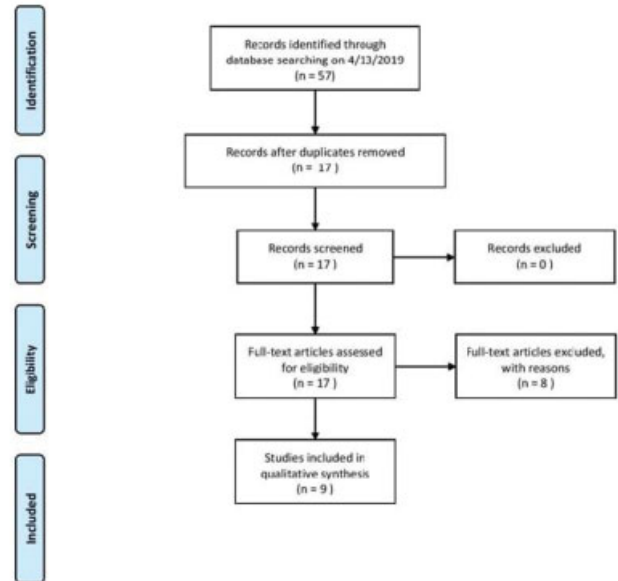 Identification
Records identified through
database searching on 4/13/2019
(n = 57)
Records after duplicates removed
(n = 17 )
Screening
Records screened
(n = 17 )
Records excluded
(n = 0 )
Eligibility
Full-text articles assessed
for eligibility
(n = 17 )
Full-text articles excluded,
with reasons
(n = 8 )
Included
Studies included in
qualitative synthesis
(n = 9 )